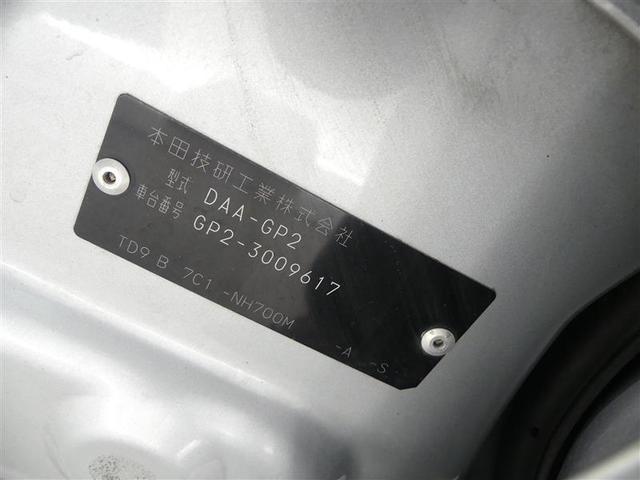 本田技研工業株式会社
型式 DAA-GP2
車台番号 GP2-3009617
TD9 B 7C1 -NH700M -A -S